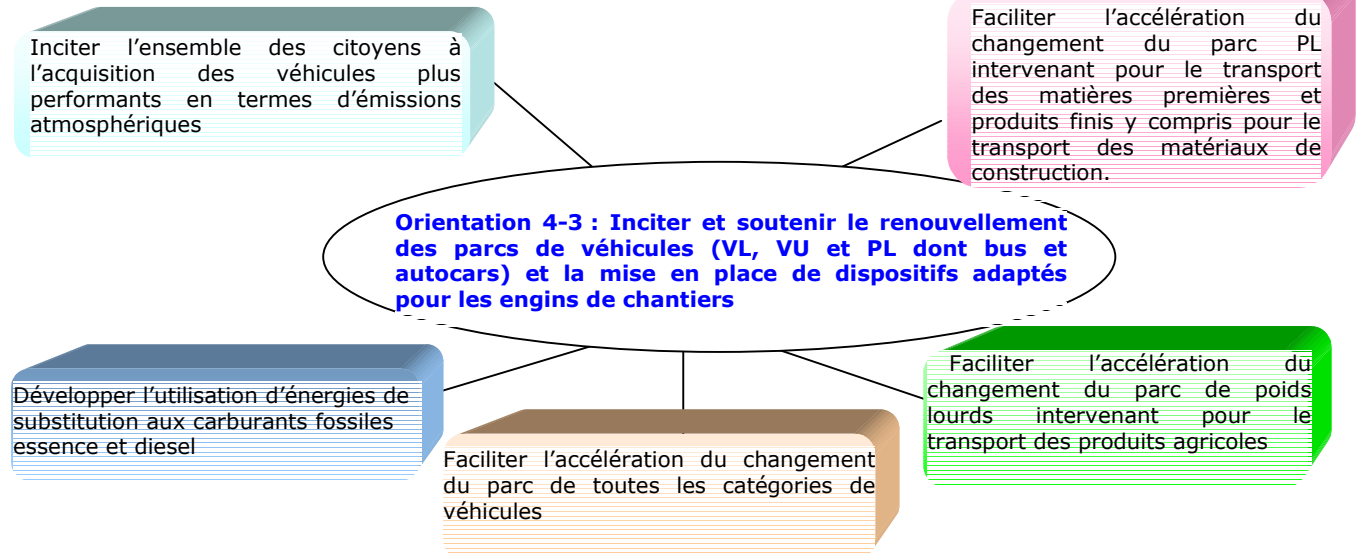 Inciter l’ensemble des citoyens à
l’acquisition des véhicules plus
performants en termes d’émissions
atmosphériques
Faciliter l’accélération du
changement du parc PL
intervenant pour le transport
des matières premières et
produits finis y compris pour le
transport des matériaux de
construction.
Orientation 4-3 : Inciter et soutenir le renouvellement
des parcs de véhicules (VL, VU et PL dont bus et
autocars) et la mise en place de dispositifs adaptés
pour les engins de chantiers
Développer l’utilisation d’énergies de
substitution aux carburants fossiles
essence et diesel
Faciliter l’accélération du changement
du parc de toutes les catégories de
véhicules
Faciliter l’accélération du
changement du parc de poids
lourds intervenant pour le
transport des produits agricoles